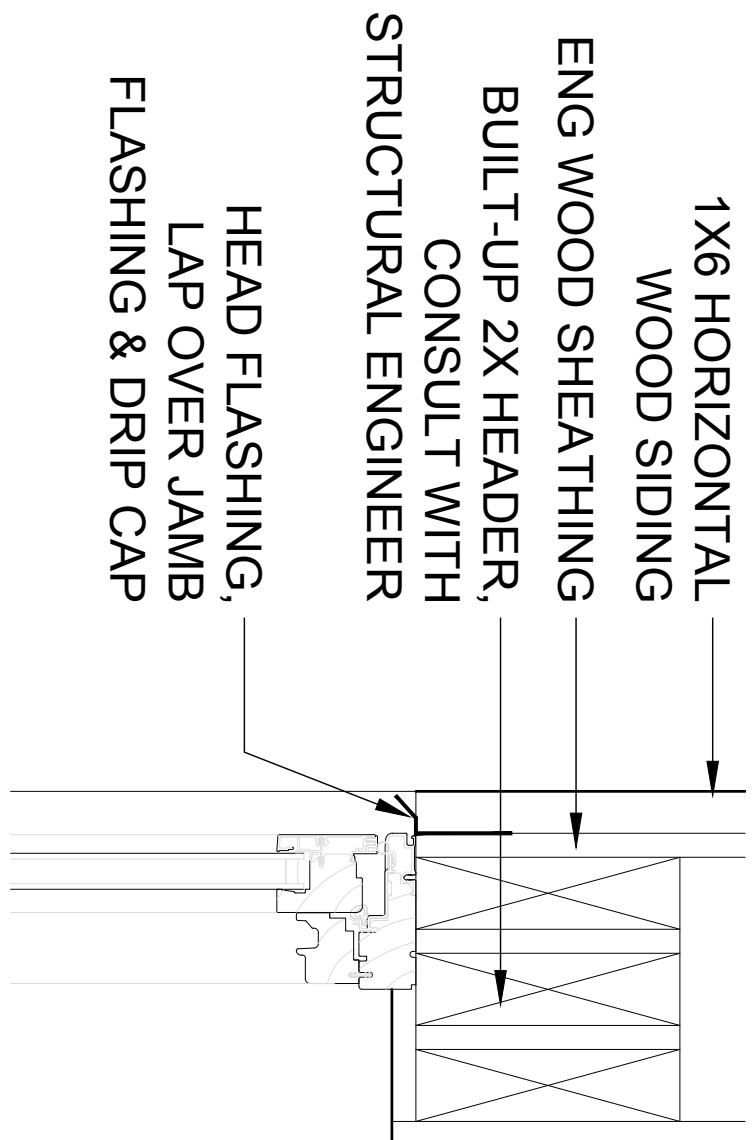 1X6 HORIZONTAL
WOOD SIDING
ENG WOOD SHEATHING
BUILT-UP 2X HEADER,
CONSULT WITH
STRUCTURAL ENGINEER
HEAD FLASHING,
LAP OVER JAMB
FLASHING & DRIP CAP